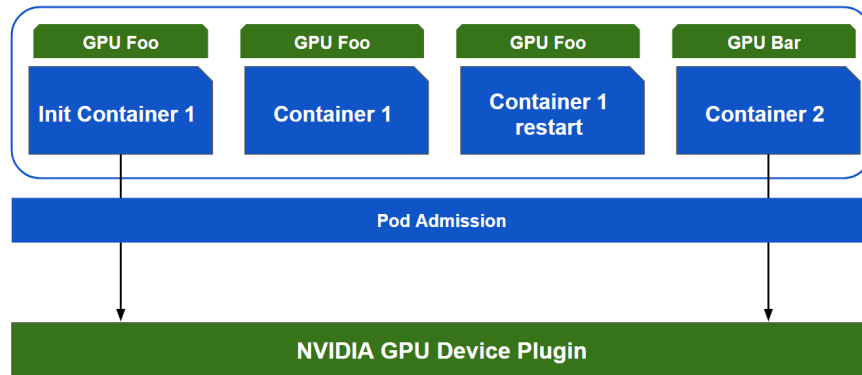 GPU Foo
GPU Foo
GPU Foo
GPU Bar
Init Container 1
Container 1
Container 1
restart
Container 2
Pod Admission
NVIDIA GPU Device Plugin